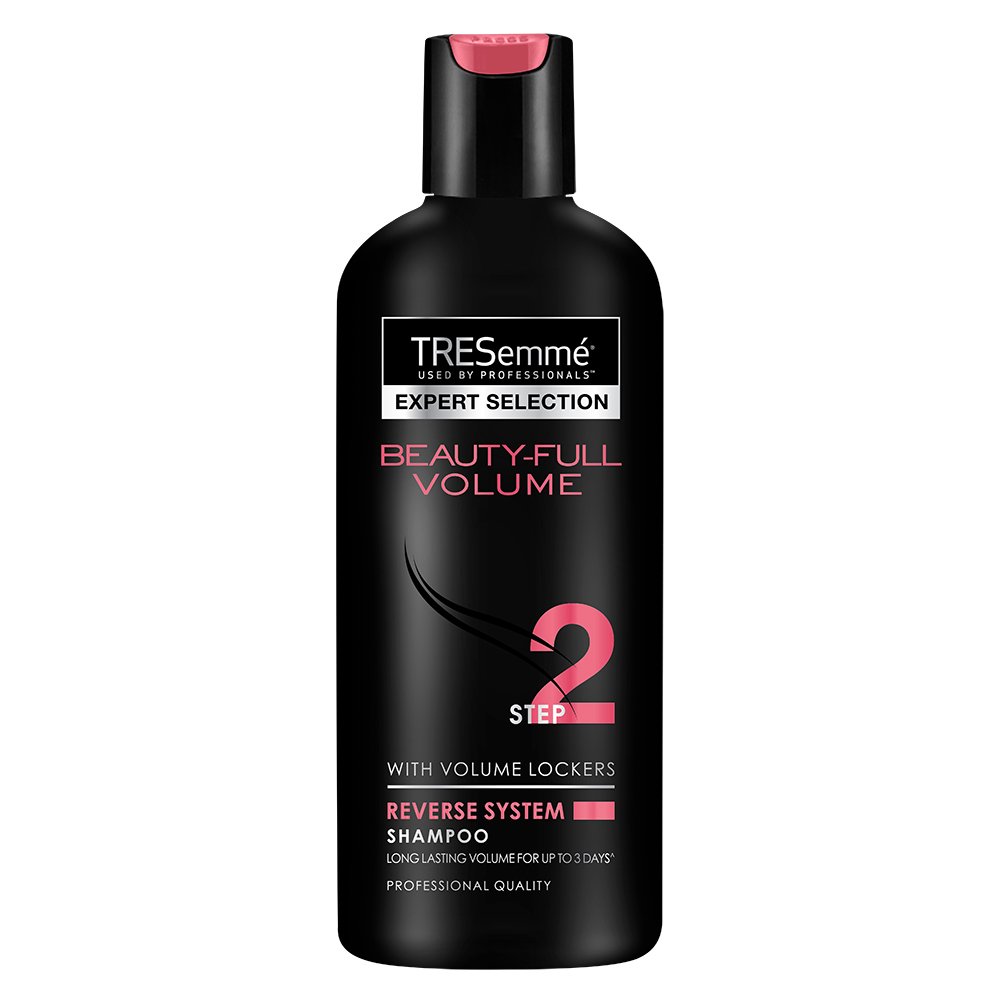 PRESS
TRESemmé®
USED BY PROFESSIONALS™
EXPERT SELECTION
BEAUTY-FULL
VOLUME
2
STEP
WITH VOLUME LOCKERS
REVERSE SYSTEM
SHAMPOO
LONG LASTING VOLUME FOR UP TO 3 DAYS^
PROFESSIONAL QUALITY